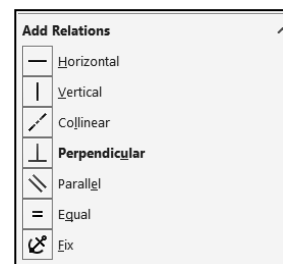 Add Relations
Horizontal
Vertical
Collinear
Perpendicular
Parallel
Equal
Fix